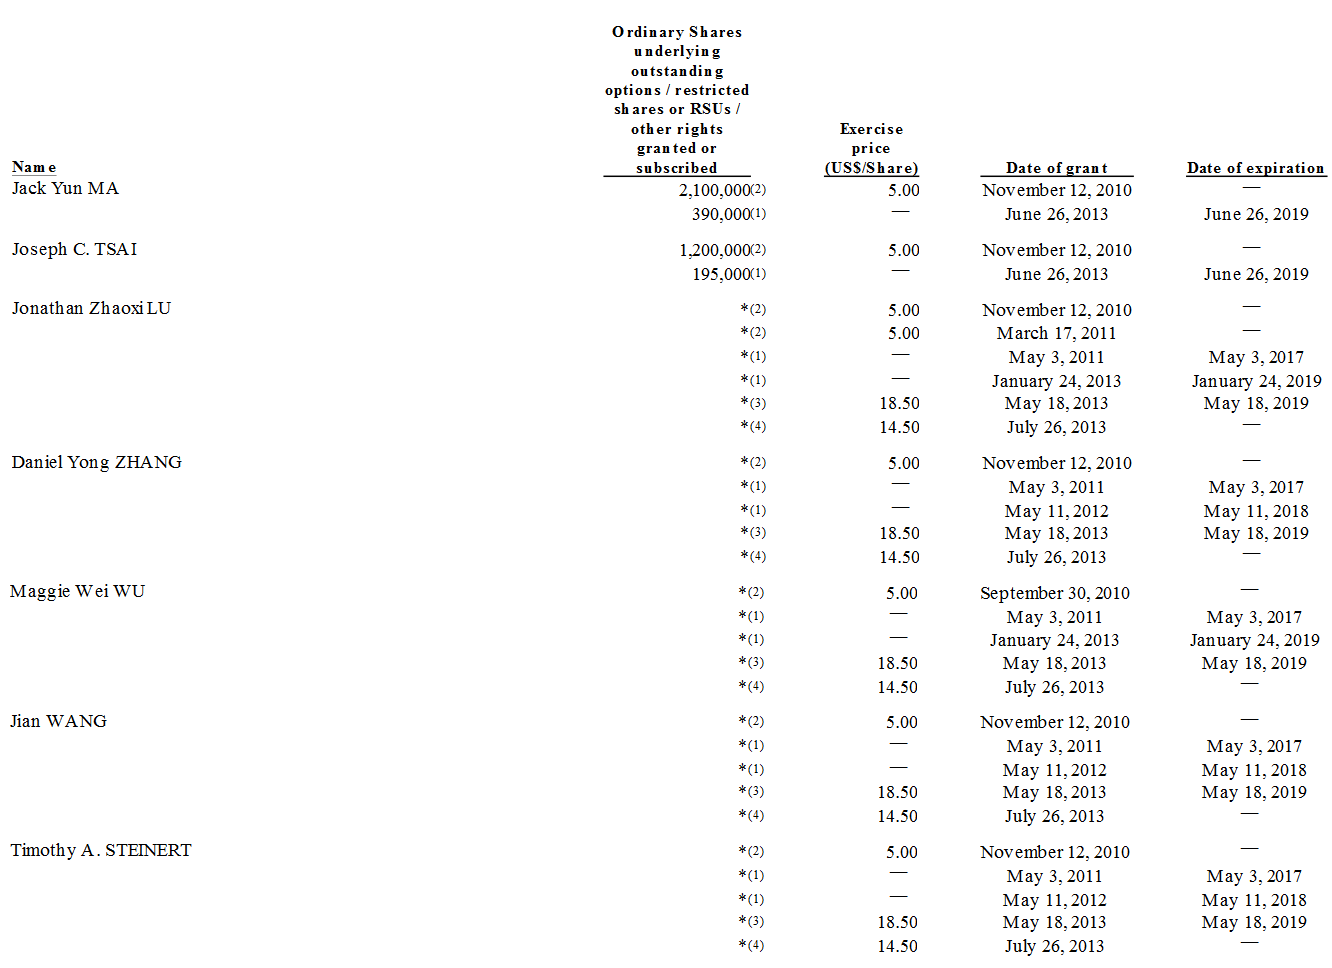 Ordinary Shares
underlying
outstanding
options / restricted
shares or RSUs /
other rights
granted or
subscribed
Exercise
price
(US$/Share)
Name Date of grant Date of expiration
Jack Yun MA 2,100,000(2) 5.00 November 12, 2010 —
390,000(1) — June 26, 2013 June 26, 2019
Joseph C. TSAI 1,200,000(2) 5.00 November 12, 2010 —
195,000(1) — June 26, 2013 June 26, 2019
Jonathan Zhaoxi LU *(2) 5.00 November 12, 2010 —
*(2) 5.00 March 17, 2011 —
*(1) — May 3, 2011 May 3, 2017
*(1) — January 24, 2013 January 24, 2019
*(3) 18.50 May 18, 2013 May 18, 2019
*(4) 14.50 July 26, 2013 —
Daniel Yong ZHANG *(2) 5.00 November 12, 2010 —
*(1) — May 3, 2011 May 3, 2017
*(1) — May 11, 2012 May 11, 2018
*(3) 18.50 May 18, 2013 May 18, 2019
*(4) 14.50 July 26, 2013 —
Maggie Wei WU *(2) 5.00 September 30, 2010 —
*(1) — May 3, 2011 May 3, 2017
*(1) — January 24, 2013 January 24, 2019
*(3) 18.50 May 18, 2013 May 18, 2019
*(4) 14.50 July 26, 2013 —
Jian WANG *(2) 5.00 November 12, 2010 —
*(1) — May 3, 2011 May 3, 2017
*(1) — May 11, 2012 May 11, 2018
*(3) 18.50 May 18, 2013 May 18, 2019
*(4) 14.50 July 26, 2013 —
Timothy A. STEINERT *(2) 5.00 November 12, 2010 —
*(1) — May 3, 2011 May 3, 2017
*(1) — May 11, 2012 May 11, 2018
*(3) 18.50 May 18, 2013 May 18, 2019
*(4) 14.50 July 26, 2013 —